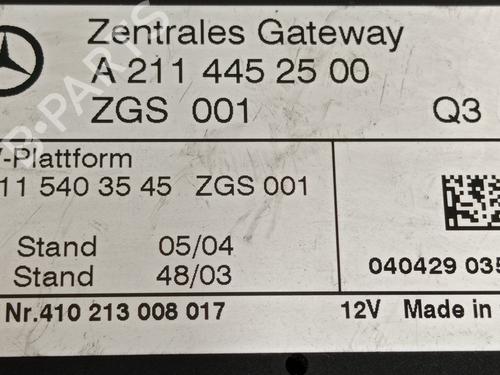 Zentrales Gateway
A 211 445 25 00
ZGS 001 Q3
-Plattform
11 540 35 45 ZGS 001
Stand 05/04
Stand 48/03
040429 035
Nr.410 213 008 017 12V Made in